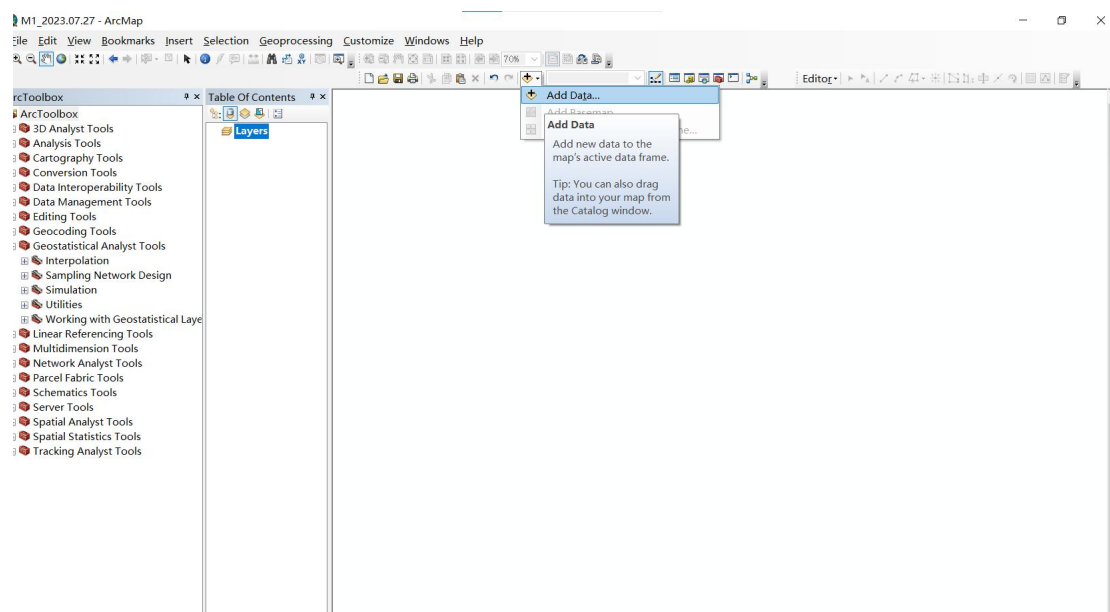 M1_2023.07.27 - ArcMap
File Edit View Bookmarks Insert Selection Geoprocessing Customize Windows Help
70%
Editor
rcToolbox
Table Of Contents
ArcToolbox
3D Analyst Tools
Analysis Tools
Cartography Tools
Conversion Tools
Data Interoperability Tools
Data Management Tools
Editing Tools
Geocoding Tools
Geostatistical Analyst Tools
Interpolation
Sampling Network Design
Simulation
Utilities
Working with Geostatistical Laye
Linear Referencing Tools
Multidimension Tools
Network Analyst Tools
Parcel Fabric Tools
Schematics Tools
Server Tools
Spatial Analyst Tools
Spatial Statistics Tools
Tracking Analyst Tools
Layers
Add Data...
Add Basemap
Add Data
Add new data to the
map's active data frame.
Tip: You can also drag
data into your map from
the Catalog window.